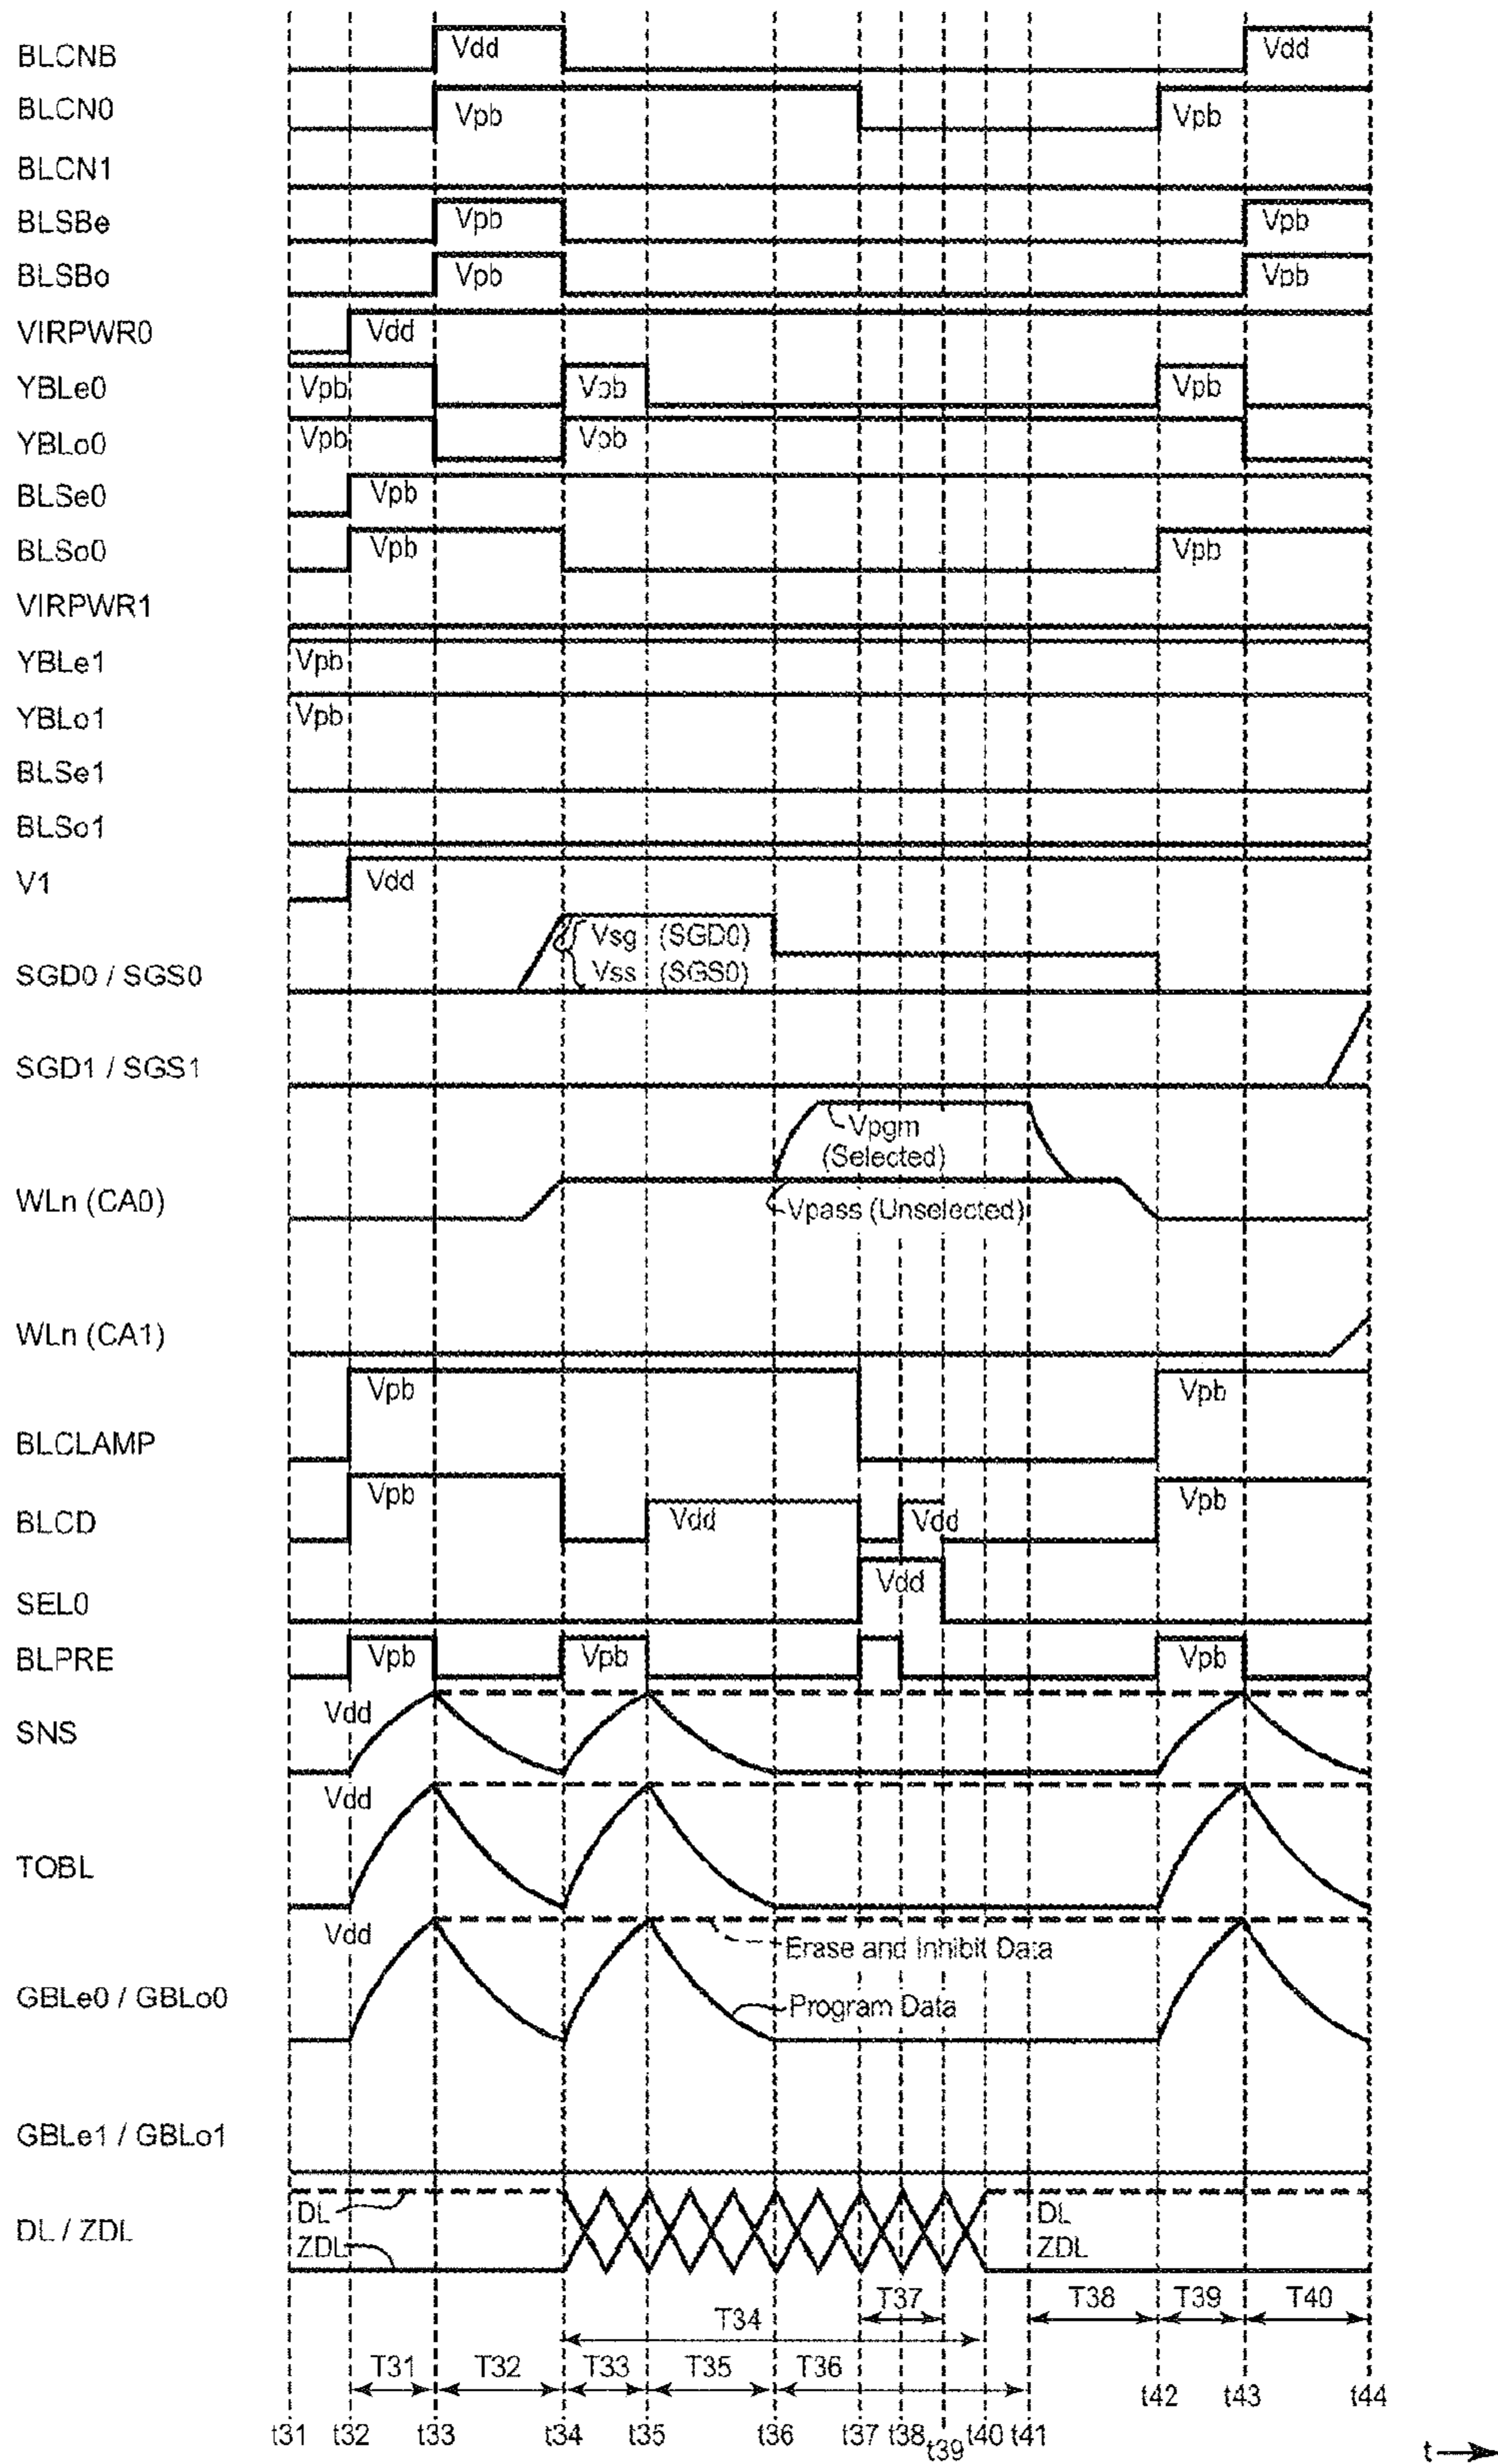 BLCNB Vdd Vdd
BLCN0 Vpb Vpb
BLCN1
BLSBe Vpb Vpb
BLSBo Vpb Vpb
VIRPWR0 Vdd
YBLe0 Vpb Vpb Vpb
YBLo0 Vpb Vpb
BLSe0 Vpb
BLSo0 Vpb Vpb
VIRPWR1
YBLe1 Vpb
YBLo1 Vpb
BLSe1
BLSo1
V1 Vdd
Vsg (SGD0)
SGD0 / SGS0 Vss (SGS0)
SGD1 / SGS1
Vpgm
(Selected)
WLn (CA0) Vpass (Unselected)
WLn (CA1)
Vpb Vpb
BLCLAMP
Vpb Vpb
BLCD Vdd Vdd
SEL0 Vdd
BLPRE Vpb Vpb Vpb
Vdd
SNS
Vdd
TOBL
Vdd Erase and Inhibit Data
GBLe0 / GBLo0 Program Data
GBLe1 / GBLo1
DL DL
DL / ZDL
ZDL ZDL
T37 T38 T39 T40
T34
T31 T32 T33 T35 T36
t42 t43 t44
t31 t32 t33 t34 t35 t36 t37 t38 t39 t40 t41
t